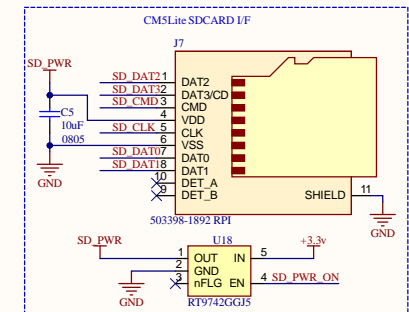 CM5Lite SDCARD I/F
J7
SD_PWR
SD_DAT2 1 DAT2
SD_DAT3 2 DAT3/CD
SD_CMD 3 CMD
4 VDD
C5
SD_CLK 5 CLK
10uF
6 VSS
0805
SD_DAT0 7 DAT0
SD_DAT1 8 DAT1
10 DET_A
9 DET_B
SHIELD 11
GND
503398-1892 RPI
GND
SD_PWR
U18
+3.3v
1 OUT IN 5
2 GND
3 nFLG EN 4 SD_PWR_ON
GND
RT9742GGJ5